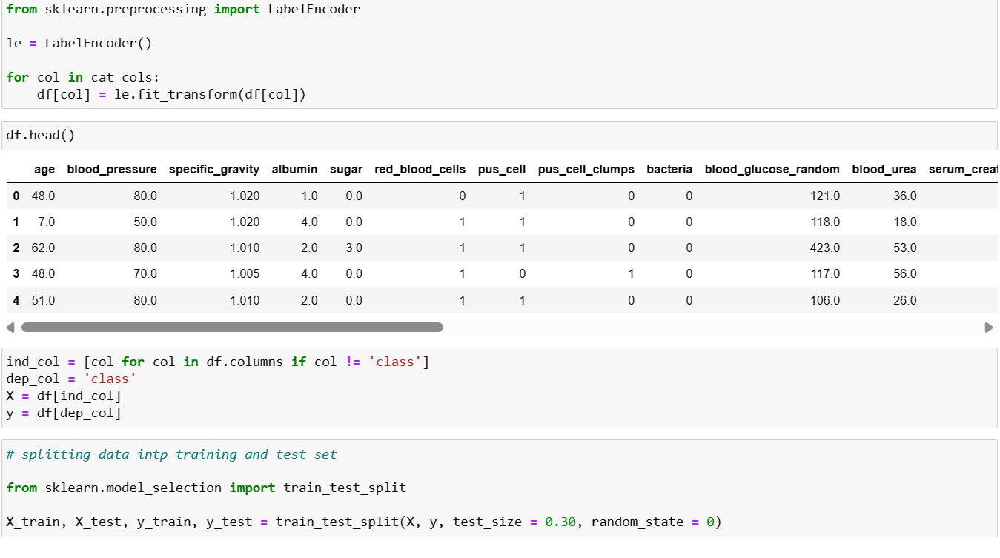 from sklearn.preprocessing import LabelEncoder
le = LabelEncoder()
for col in cat_cols:
    df[col] = le.fit_transform(df[col])
df.head()
age blood_pressure specific_gravity albumin sugar red_blood_cells pus_cell pus_cell_clumps bacteria blood_glucose_random blood_urea serum_creat
0 48.0 80.0 1.020 1.0 0.0 0 1 0 0 121.0 36.0
1 7.0 50.0 1.020 4.0 0.0 1 1 0 0 118.0 18.0
2 62.0 80.0 1.010 2.0 3.0 1 1 0 0 423.0 53.0
3 48.0 70.0 1.005 4.0 0.0 1 0 1 0 117.0 56.0
4 51.0 80.0 1.010 2.0 0.0 1 1 0 0 106.0 26.0
ind_col = [col for col in df.columns if col != 'class']
dep_col = 'class'
X = df[ind_col]
y = df[dep_col]
# splitting data intp training and test set
from sklearn.model_selection import train_test_split
X_train, X_test, y_train, y_test = train_test_split(X, y, test_size = 0.30, random_state = 0)